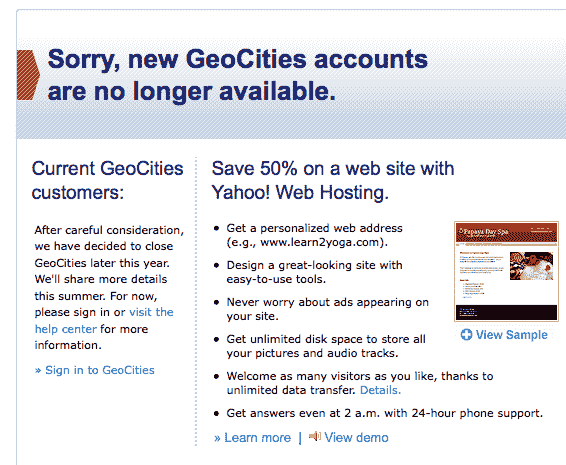 Sorry, new GeoCities accounts
are no longer available.
Current GeoCities
customers:
After careful consideration,
we have decided to close
GeoCities later this year.
We'll share more details
this summer. For now,
please sign in or visit the
help center for more
information.
» Sign in to GeoCities
Save 50% on a web site with
Yahoo! Web Hosting.
• Get a personalized web address
(e.g., www.learn2yoga.com).
• Design a great-looking site with
easy-to-use tools.
• Never worry about ads appearing on
your site.
• Get unlimited disk space to store all
your pictures and audio tracks.
• Welcome as many visitors as you like, thanks to
unlimited data transfer. Details.
• Get answers even at 2 a.m. with 24-hour phone support.
» Learn more | View demo
Papaya Day Spa
View Sample